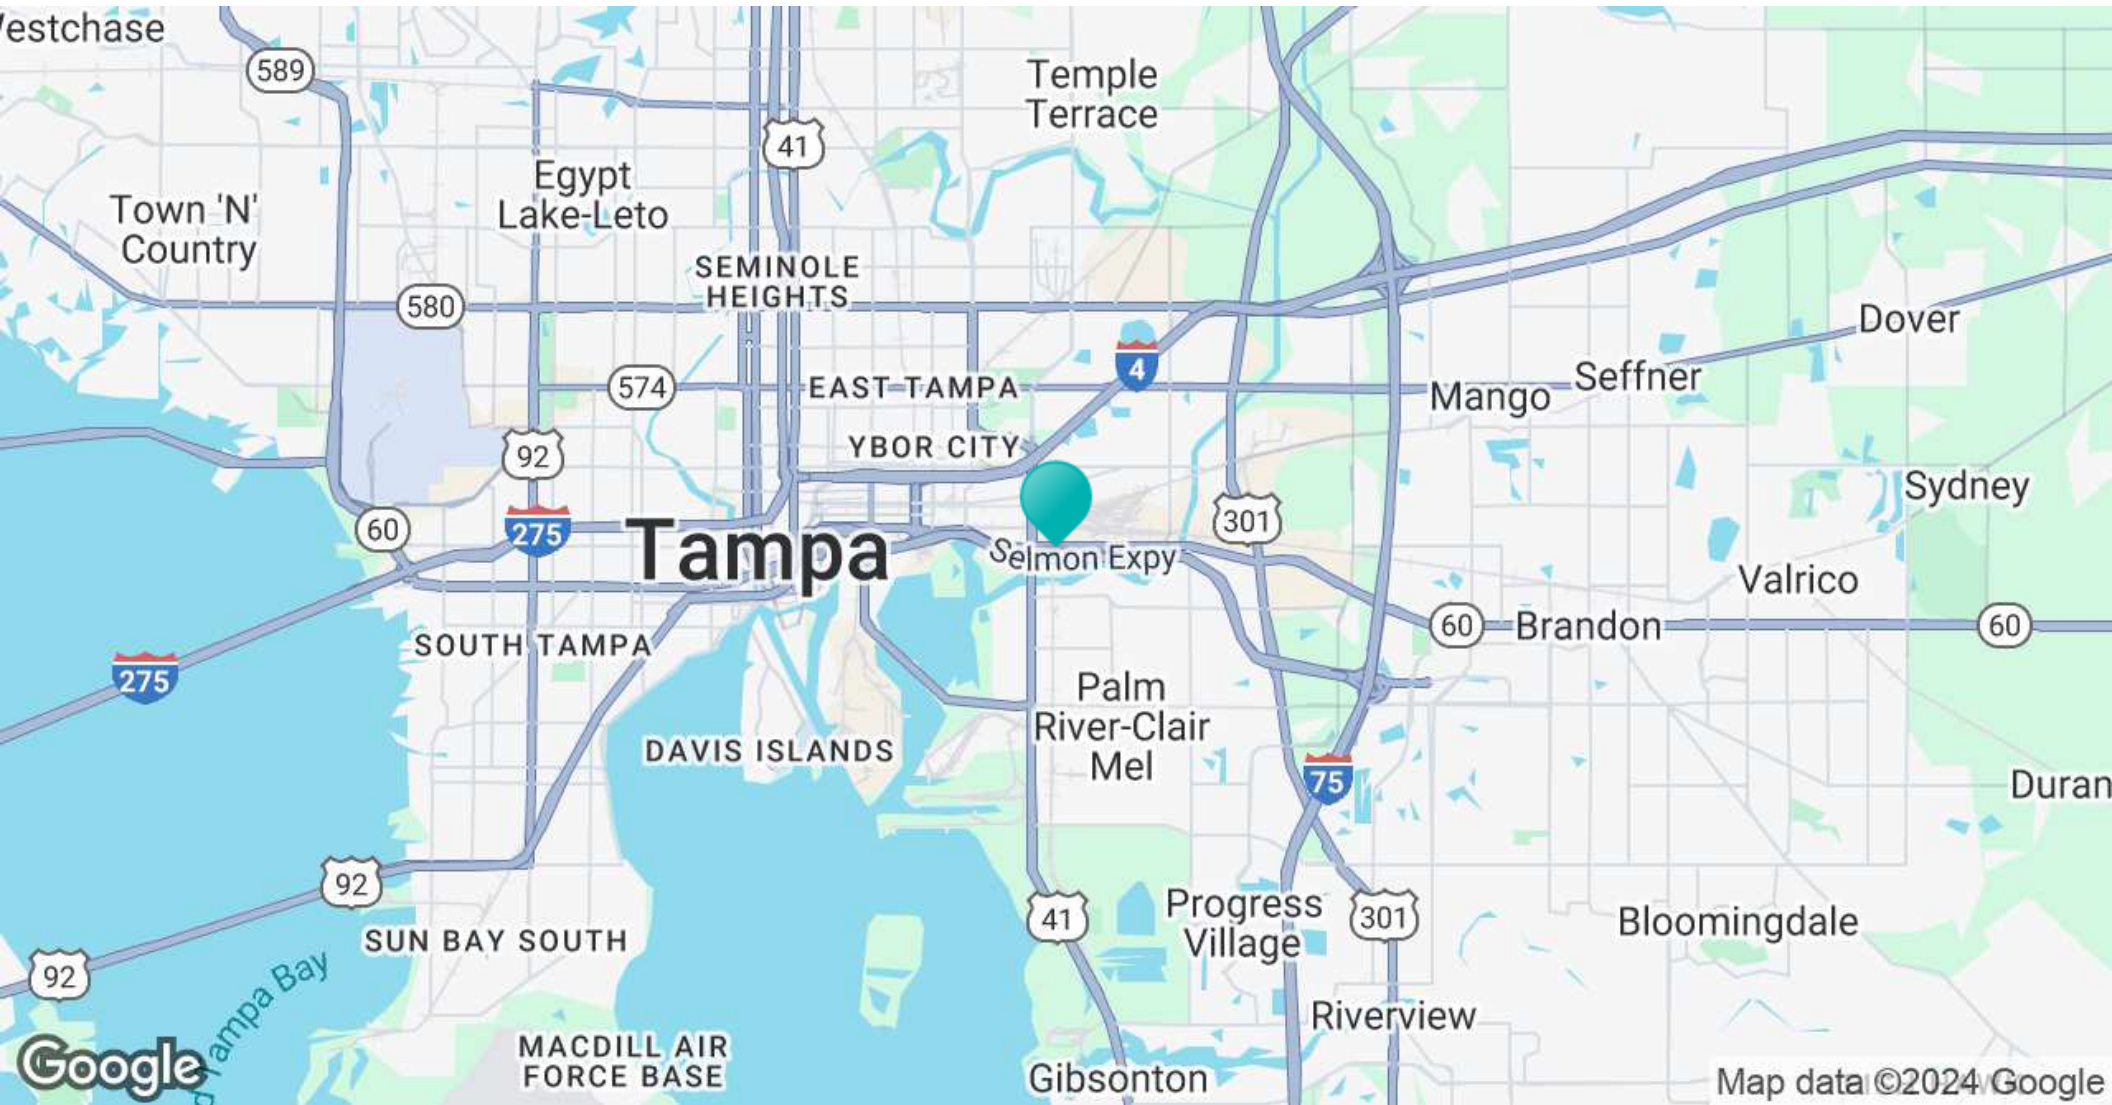 Westchase
589
Temple
Terrace
41
Egypt
Lake-Leto
Town 'N'
Country
SEMINOLE
HEIGHTS
580
Dover
4
574
EAST TAMPA
Mango
Seffner
YBOR CITY
92
Sydney
60
275
Tampa
301
Selmon Expy
Valrico
60
Brandon
60
SOUTH TAMPA
275
Palm
River-Clair
Mel
DAVIS ISLANDS
75
Duran
92
41
Progress
Village
301
Bloomingdale
SUN BAY SOUTH
92
Tampa Bay
Riverview
MACDILL AIR
FORCE BASE
Gibsonton
Google
Map data ©2024 Google